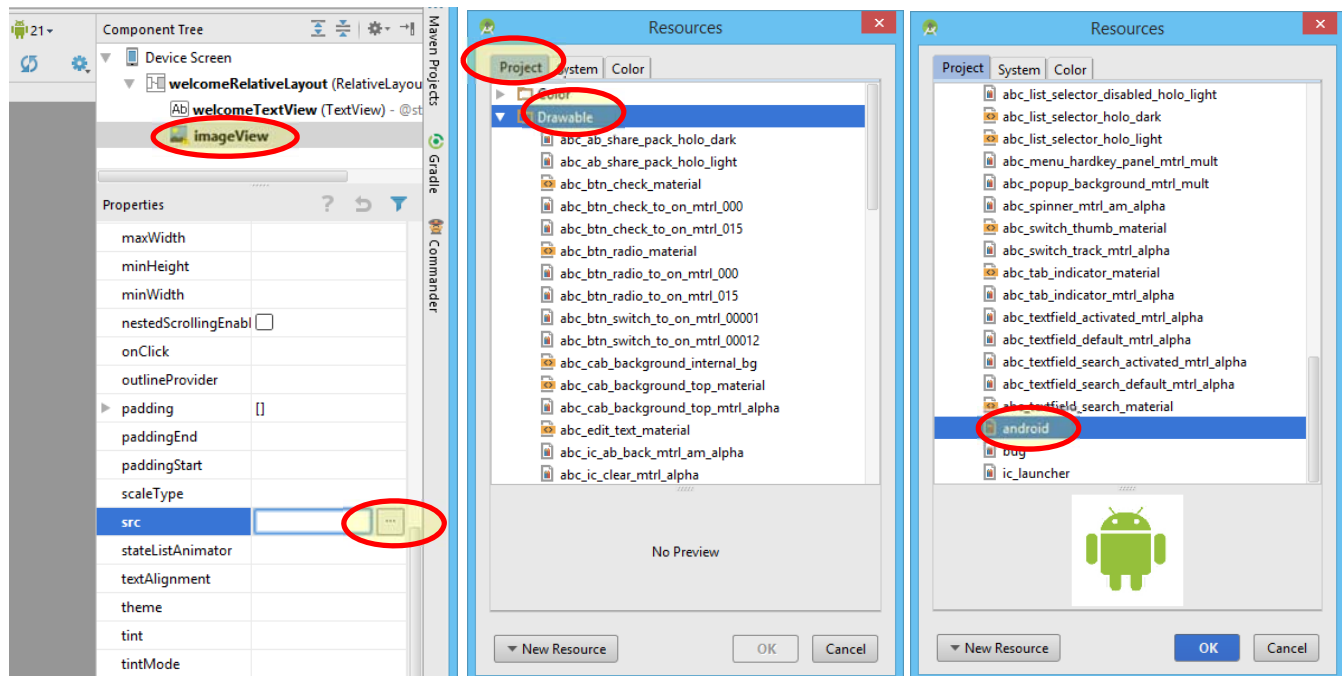 21
Component Tree
Device Screen
welcomeRelativeLayout (RelativeLayou
Ab welcomeTextView (TextView) - @st
imageView
Properties
maxWidth
minHeight
minWidth
nestedScrollingEnabl
onClick
outlineProvider
padding []
paddingEnd
paddingStart
scaleType
src ...
stateListAnimator
textAlignment
theme
tint
tintMode
Maven Projects
Gradle
Commander
Resources
Project System Color
Color
Drawable
abc_ab_share_pack_holo_dark
abc_ab_share_pack_holo_light
abc_btn_check_material
abc_btn_check_to_on_mtrl_000
abc_btn_check_to_on_mtrl_015
abc_btn_radio_material
abc_btn_radio_to_on_mtrl_000
abc_btn_radio_to_on_mtrl_015
abc_btn_switch_to_on_mtrl_00001
abc_btn_switch_to_on_mtrl_00012
abc_cab_background_internal_bg
abc_cab_background_top_material
abc_cab_background_top_mtrl_alpha
abc_edit_text_material
abc_ic_ab_back_mtrl_am_alpha
abc_ic_clear_mtrl_alpha
No Preview
New Resource OK Cancel
Resources
Project System Color
abc_list_selector_disabled_holo_light
abc_list_selector_holo_dark
abc_list_selector_holo_light
abc_menu_hardkey_panel_mtrl_mult
abc_popup_background_mtrl_mult
abc_spinner_mtrl_am_alpha
abc_switch_thumb_material
abc_switch_track_mtrl_alpha
abc_tab_indicator_material
abc_tab_indicator_mtrl_alpha
abc_textfield_activated_mtrl_alpha
abc_textfield_default_mtrl_alpha
abc_textfield_search_activated_mtrl_alpha
abc_textfield_search_default_mtrl_alpha
abc_textfield_search_material
android
bug
ic_launcher
New Resource OK Cancel